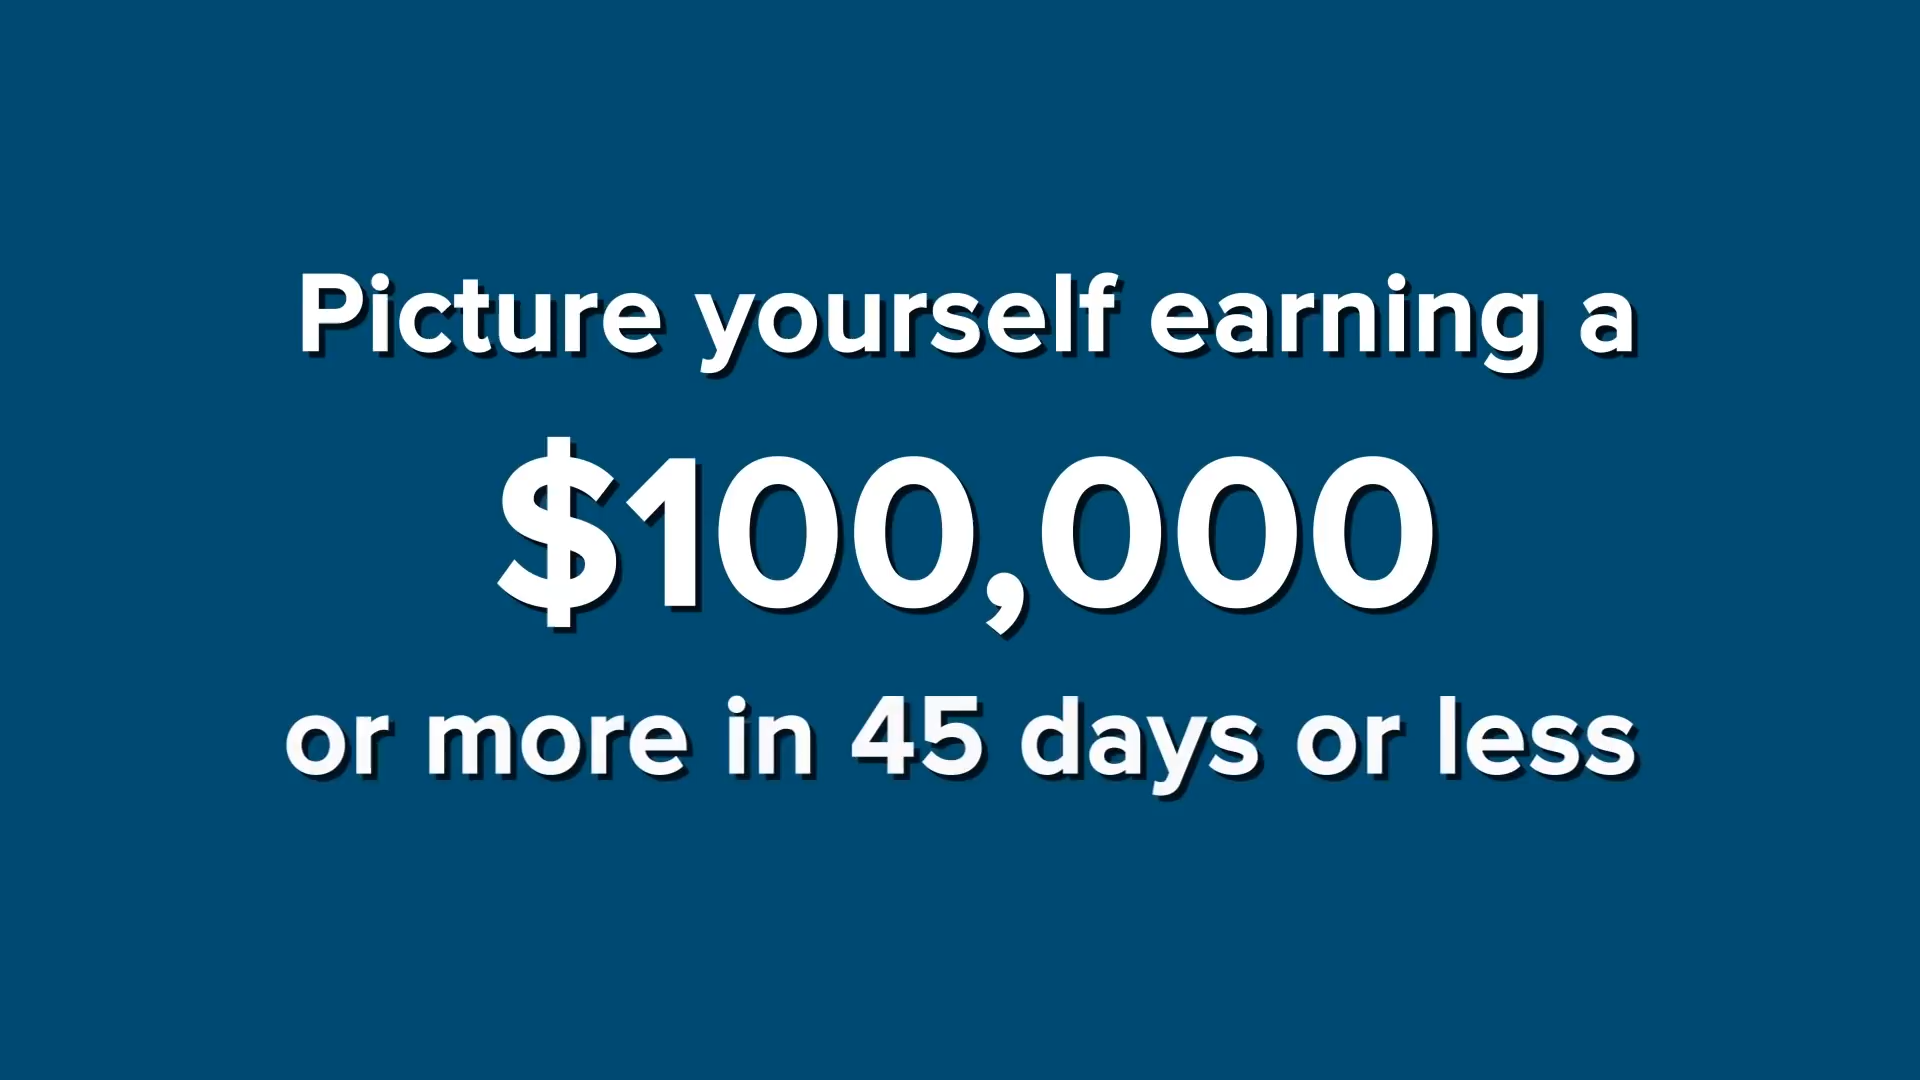 Picture yourself earning a
$100,000
or more in 45 days or less